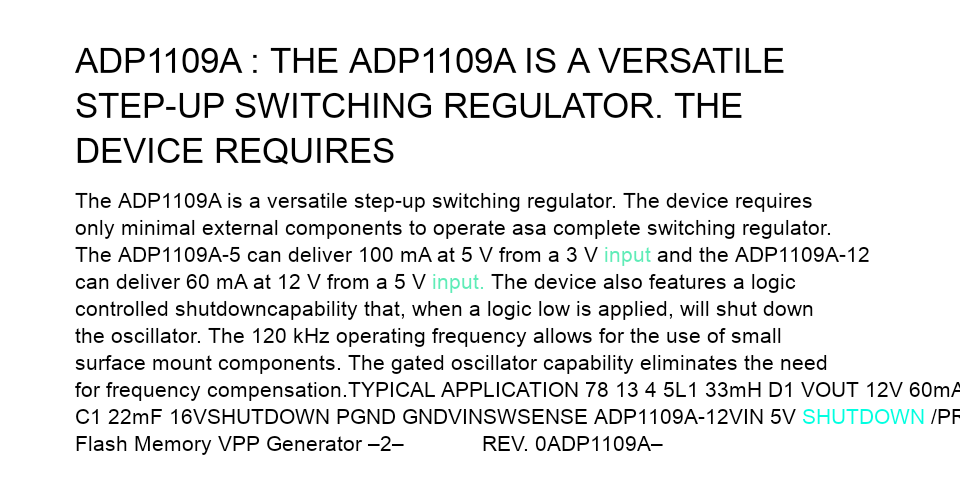 ADP1109A : THE ADP1109A IS A VERSATILE
STEP-UP SWITCHING REGULATOR. THE
DEVICE REQUIRES
The ADP1109A is a versatile step-up switching regulator. The device requires
only minimal external components to operate asa complete switching regulator.
The ADP1109A-5 can deliver 100 mA at 5 V from a 3 V input and the ADP1109A-12
can deliver 60 mA at 12 V from a 5 V input. The device also features a logic
controlled shutdowncapability that, when a logic low is applied, will shut down
the oscillator. The 120 kHz operating frequency allows for the use of small
surface mount components. The gated oscillator capability eliminates the need
for frequency compensation.TYPICAL APPLICATION 78 13 4 5L1 33mH D1 VOUT 12V 60mA
C1 22mF 16VSHUTDOWN PGND GNDVINSWSENSE ADP1109A-12VIN 5V SHUTDOWN
Flash Memory VPP Generator –2– REV. 0ADP1109A–